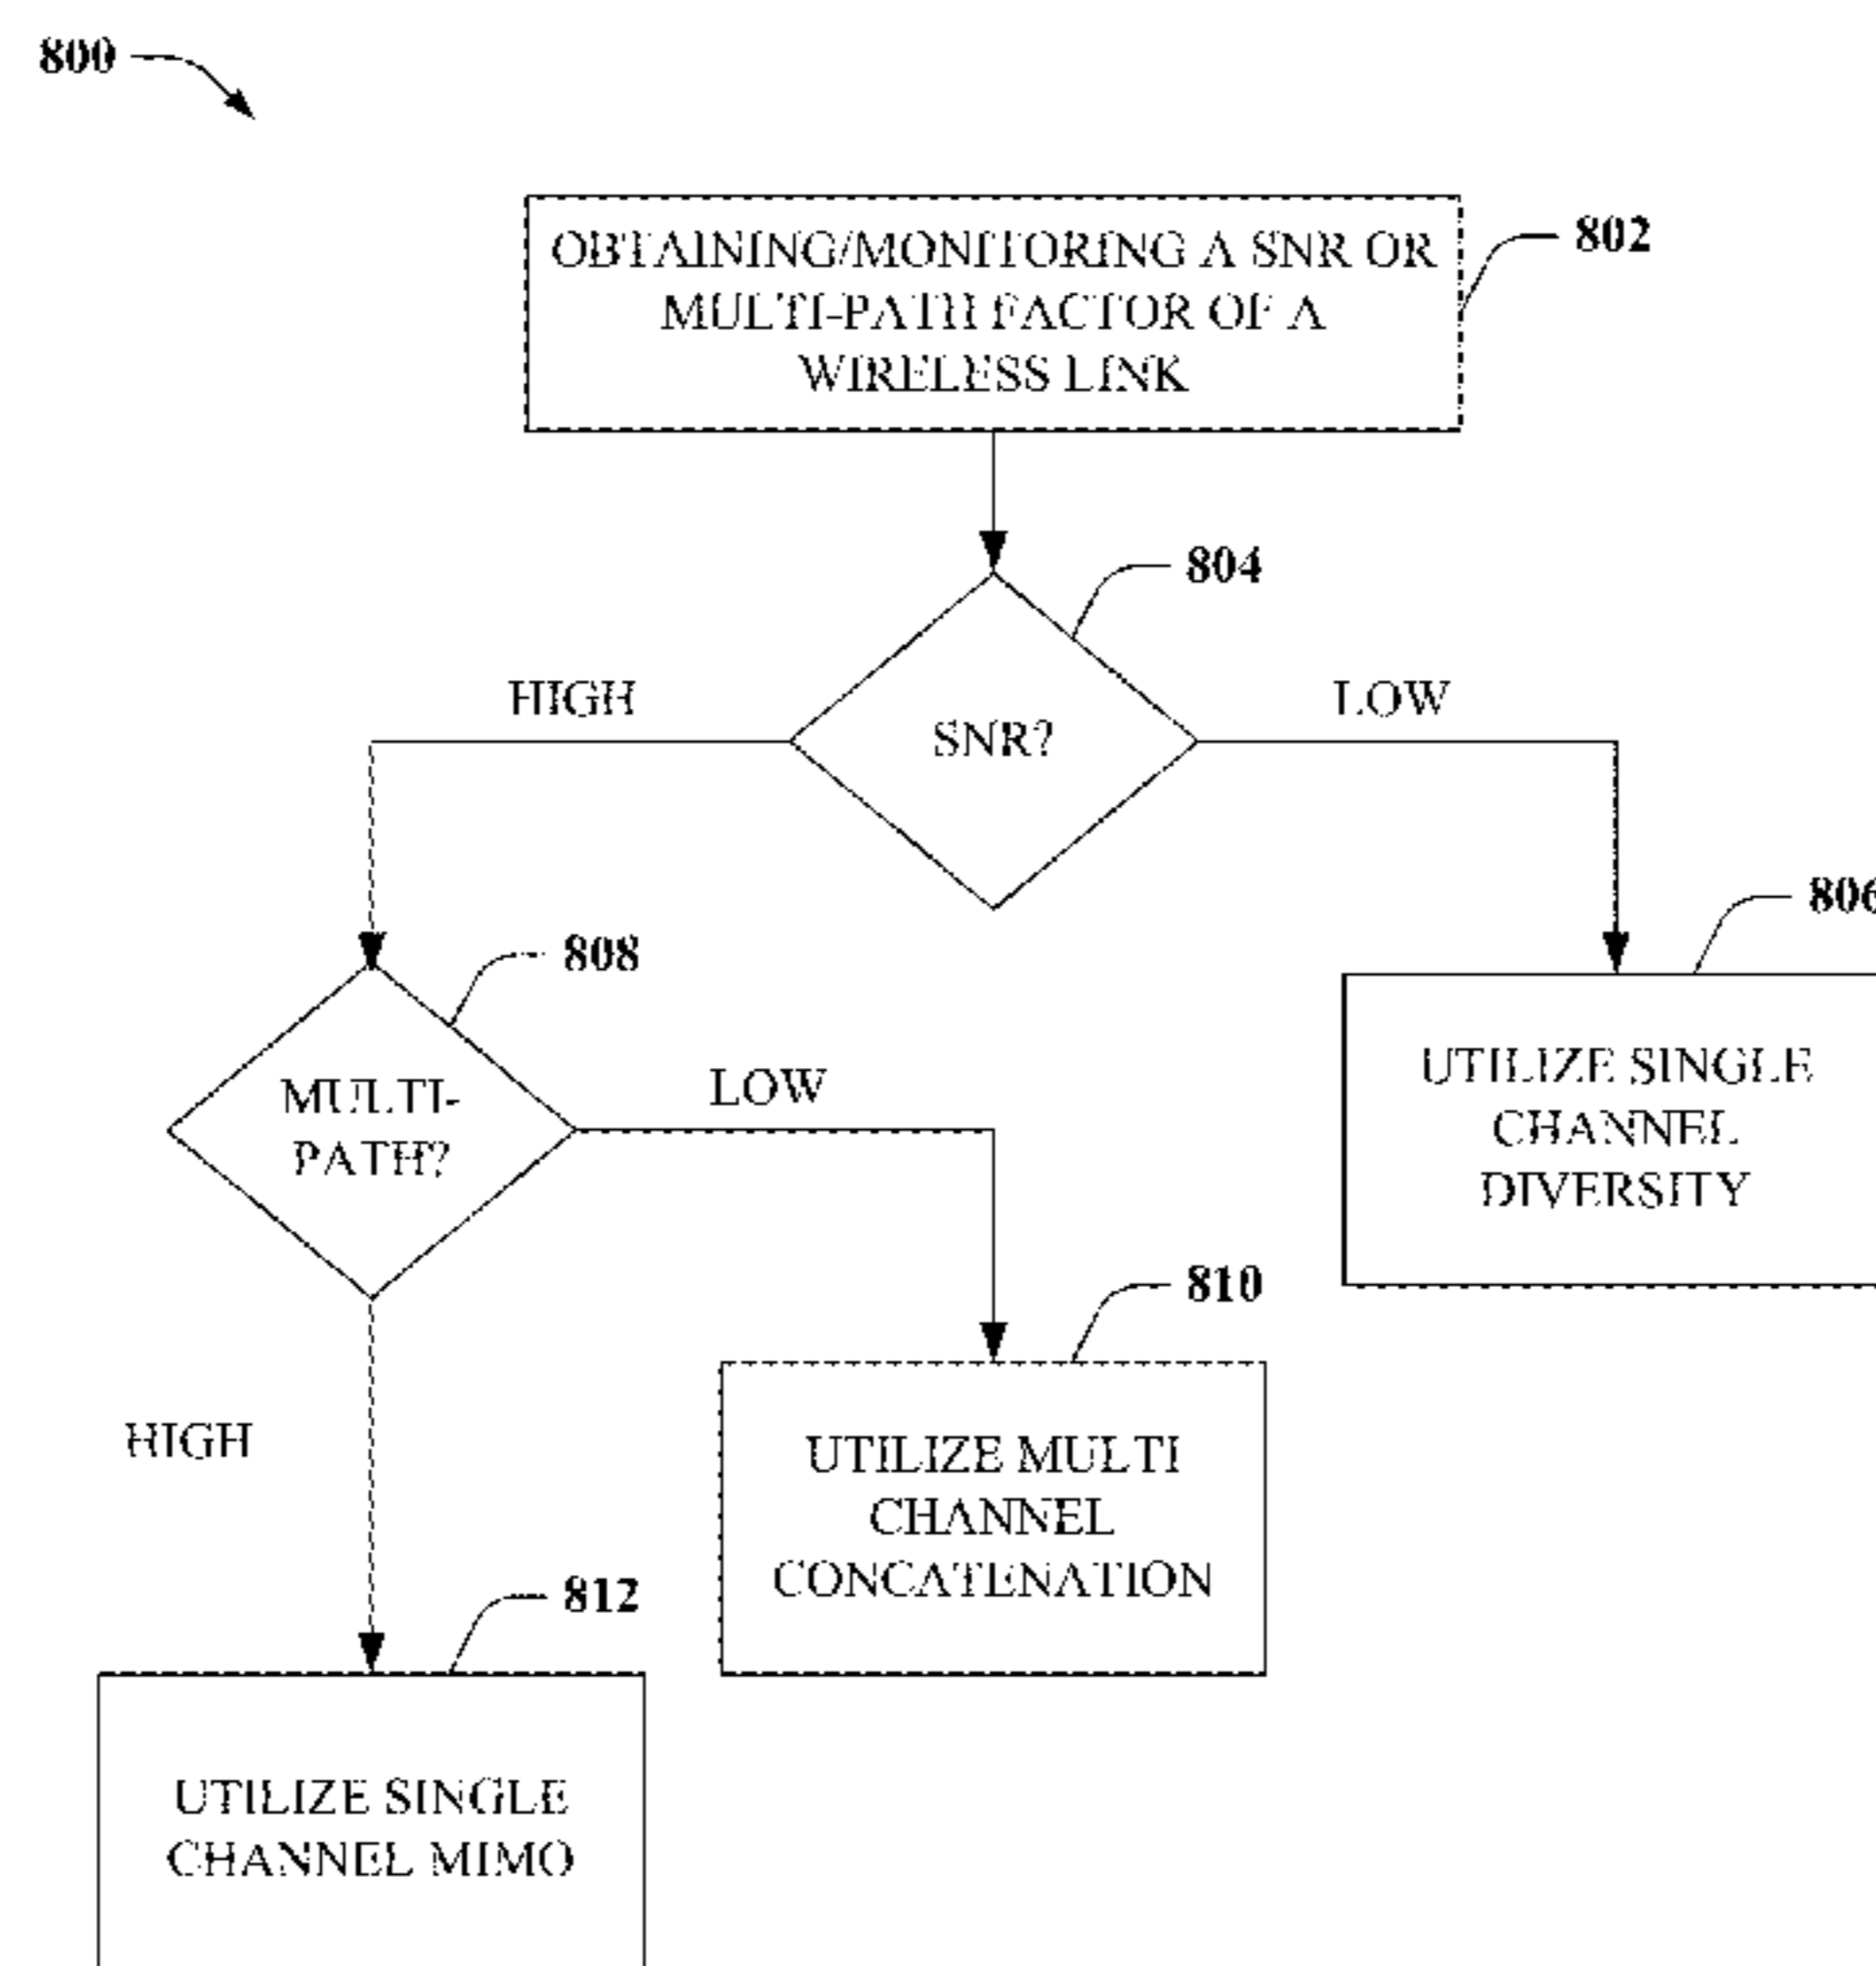 800
OBTAINING/MONITORING A SNR OR
MULTI-PATH FACTOR OF A
WIRELESS LINK
802
804
HIGH
SNR?
LOW
806
808
MULTI-
PATH?
LOW
UTILIZE SINGLE
CHANNEL
DIVERSITY
810
HIGH
UTILIZE MULTI
CHANNEL
CONCATENATION
812
UTILIZE SINGLE
CHANNEL MIMO